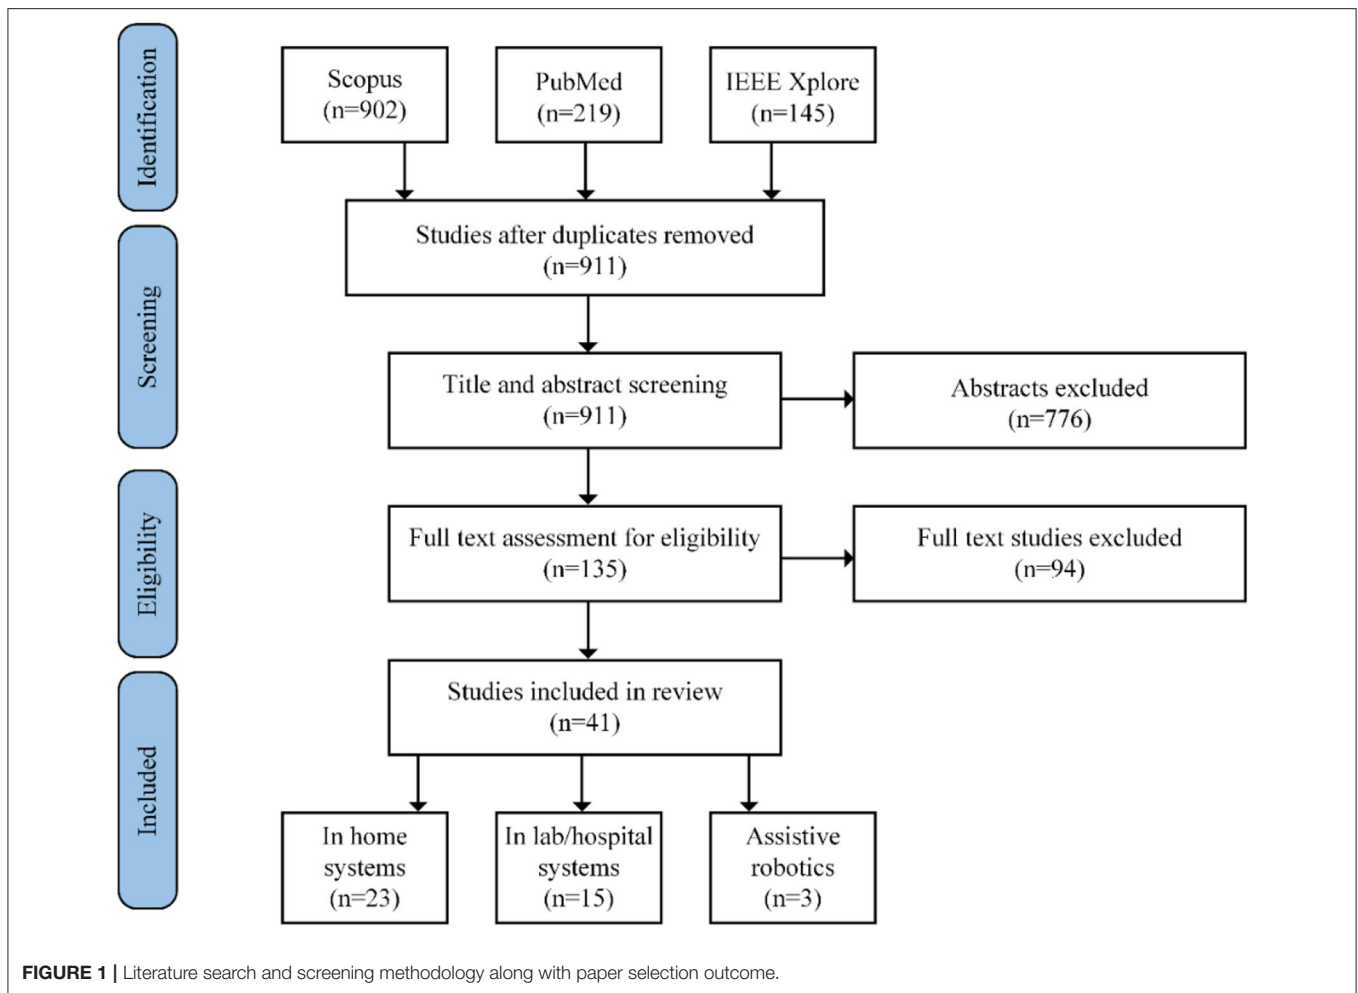 Identification
Scopus
(n=902)
PubMed
(n=219)
IEEE Xplore
(n=145)
Screening
Studies after duplicates removed
(n=911)
Title and abstract screening
(n=911)
Abstracts excluded
(n=776)
Eligibility
Full text assessment for eligibility
(n=135)
Full text studies excluded
(n=94)
Included
Studies included in review
(n=41)
In home
systems
(n=23)
In lab/hospital
systems
(n=15)
Assistive
robotics
(n=3)
FIGURE 1 | Literature search and screening methodology along with paper selection outcome.